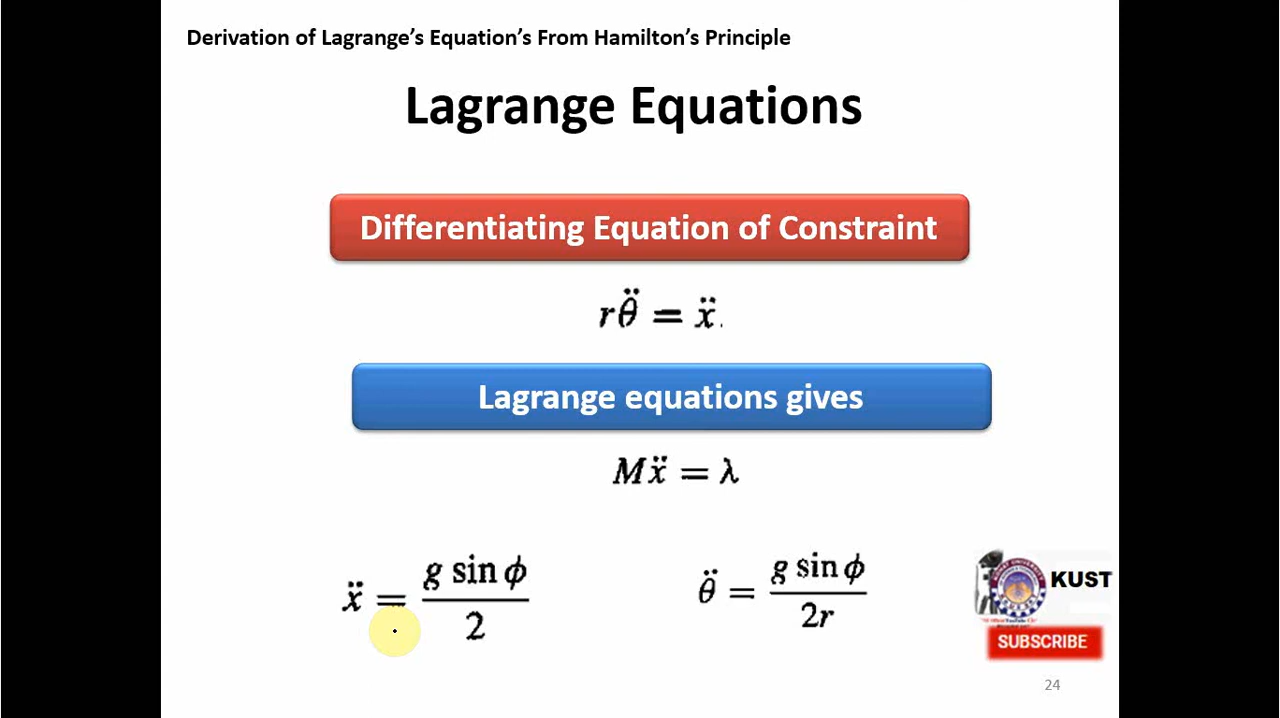 Derivation of Lagrange's Equation's From Hamilton's Principle
Lagrange Equations
Differentiating Equation of Constraint
rθ̈ = ẍ.
Lagrange equations gives
Mẍ = λ
ẍ = g sin ϕ / 2
θ̈ = g sin ϕ / 2r
KUST
SUBSCRIBE
24